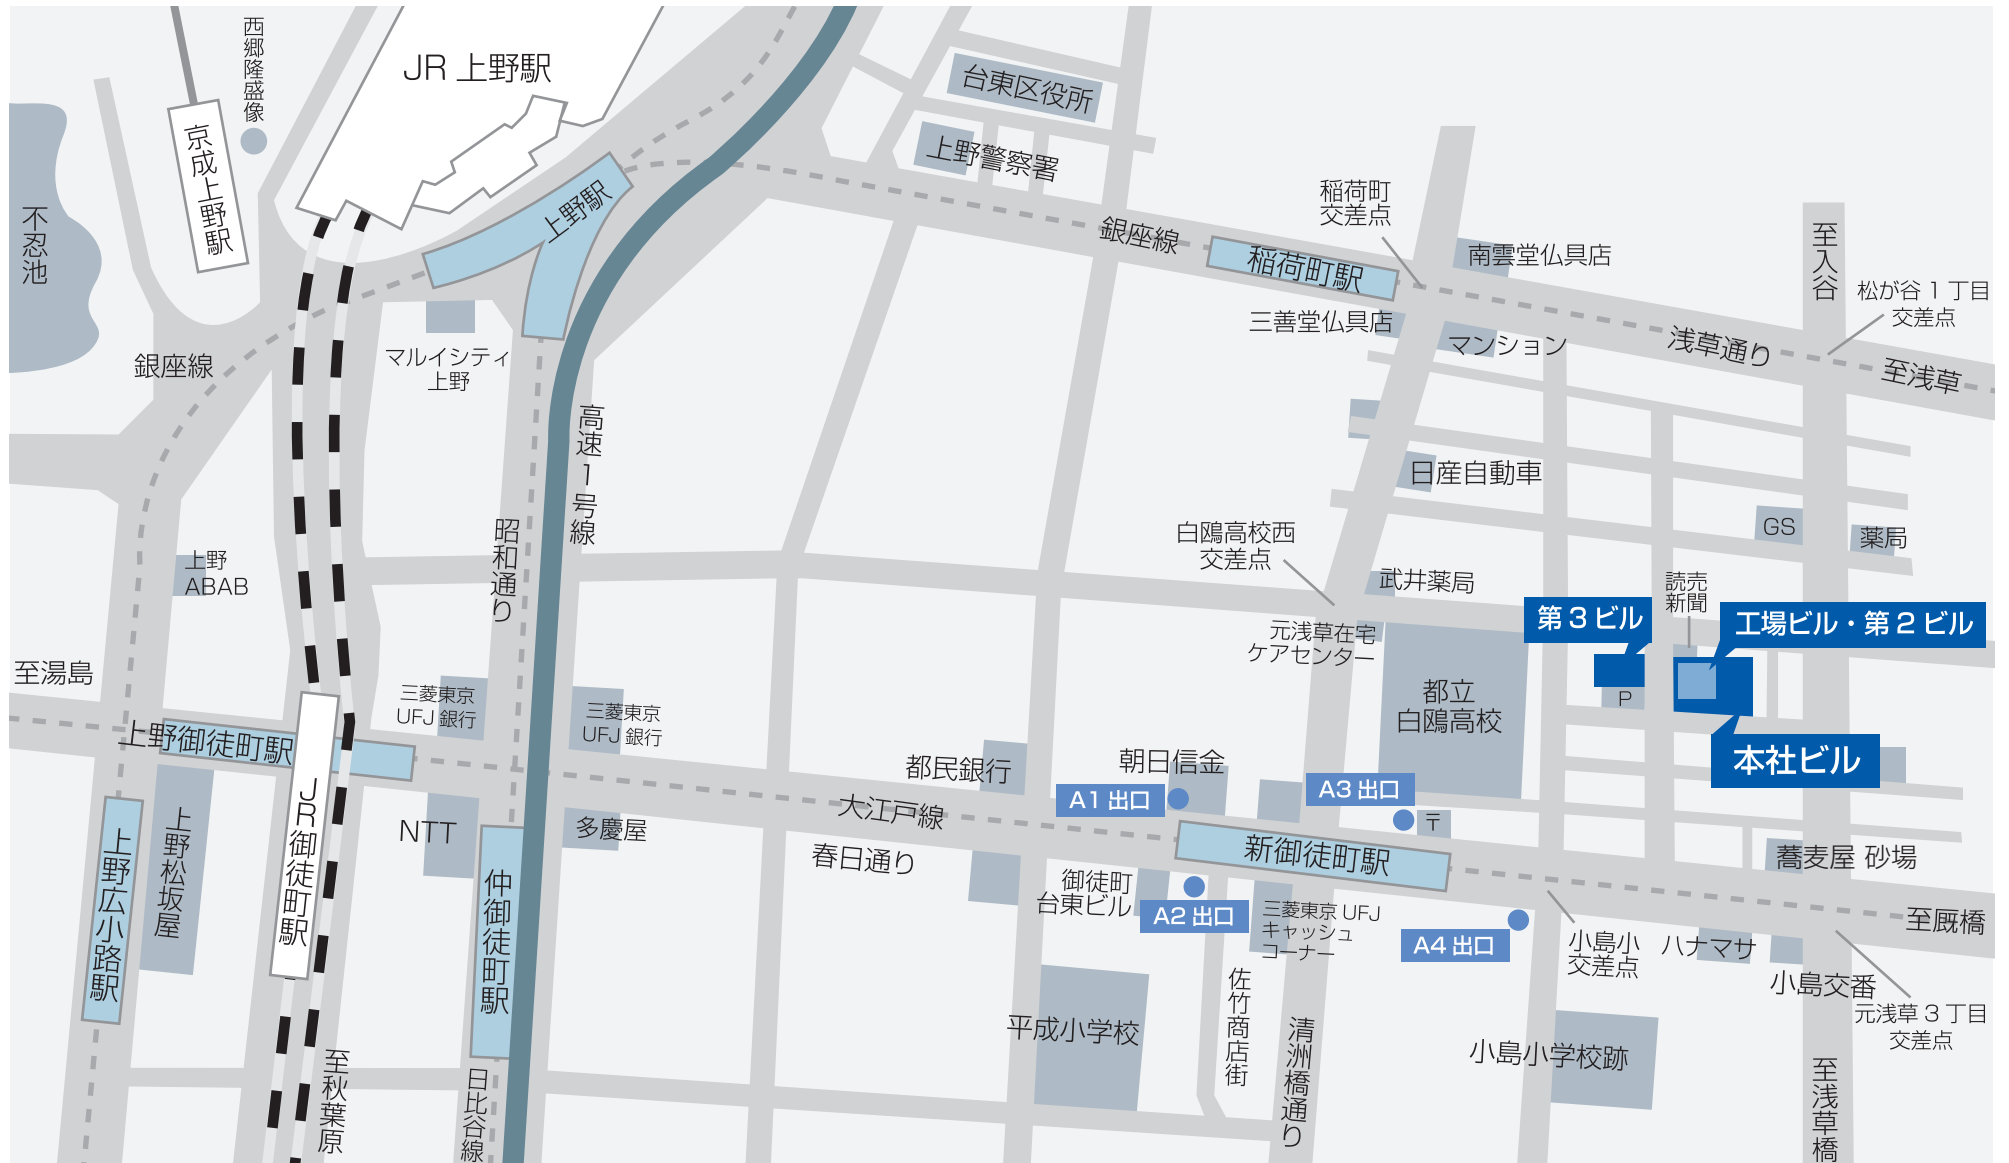 西郷隆盛像
JR 上野駅
京成上野駅
不忍池
台東区役所
上野警察署
上野駅
稲荷町
交差点
銀座線
稲荷町駅
南雲堂仏具店
至入谷
松が谷1丁目
交差点
三善堂仏具店
マンション
浅草通り
至浅草
銀座線
マルイシティ
上野
高速1号線
昭和通り
日産自動車
GS
薬局
白鴎高校西
交差点
武井薬局
読売
新聞
上野
ABAB
第3ビル
工場ビル・第2ビル
元浅草在宅
ケアセンター
至湯島
三菱東京
UFJ 銀行
三菱東京
UFJ 銀行
都立
白鴎高校
P
本社ビル
上野御徒町駅
都民銀行
朝日信金
A1 出口
A3 出口
〒
大江戸線
JR御徒町駅
上野広小路駅
上野松坂屋
NTT
多慶屋
春日通り
新御徒町駅
蕎麦屋 砂場
仲御徒町駅
御徒町
台東ビル
A2 出口
三菱東京 UFJ
キャッシュ
コーナー
A4 出口
小島小
交差点
ハナマサ
至厩橋
小島交番
元浅草3丁目
交差点
平成小学校
佐竹商店街
清洲橋通り
小島小学校跡
至秋葉原
日比谷線
至浅草橋